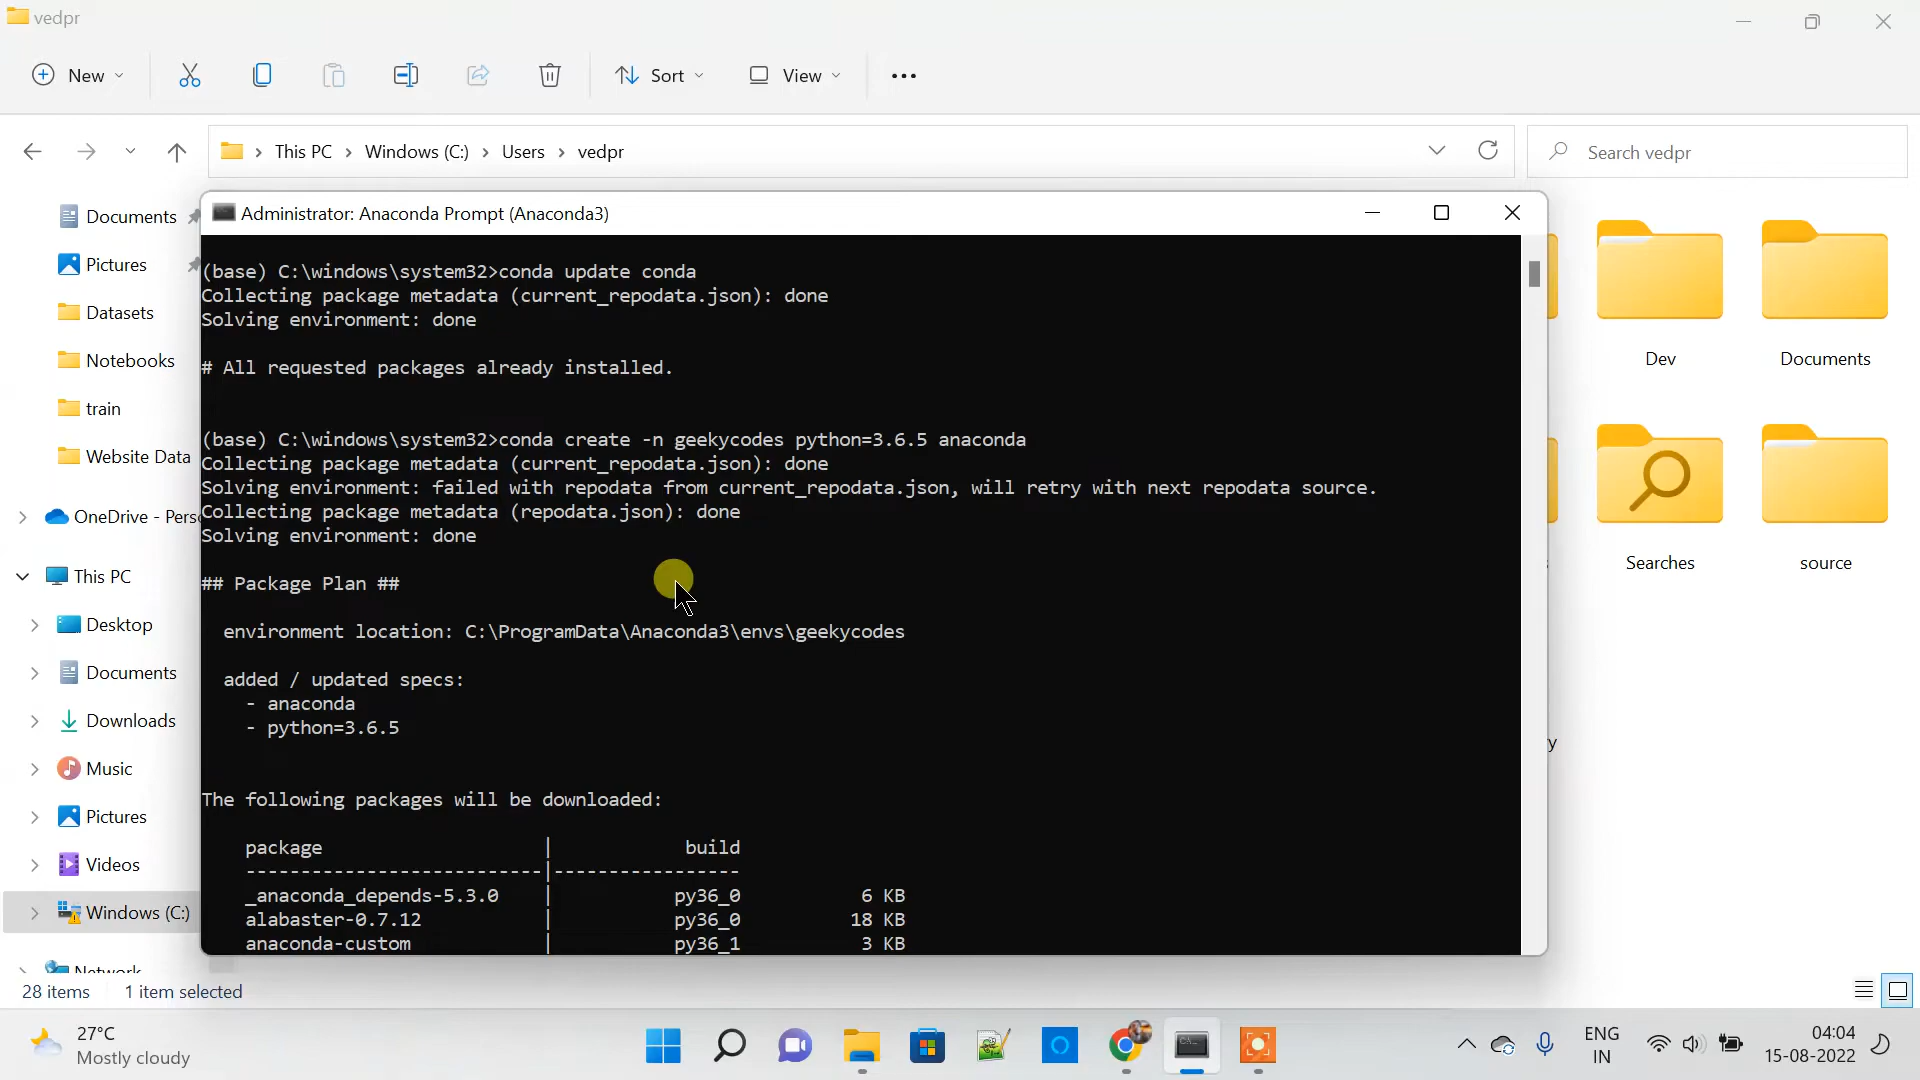 vedpr
New
Sort
View
This PC
Windows (C:)
Users
vedpr
Search vedpr
Documents
Pictures
Datasets
Notebooks
train
Website Data
OneDrive - Pers
This PC
Desktop
Documents
Downloads
Music
Pictures
Videos
Windows (C:)
Network
Administrator: Anaconda Prompt (Anaconda3)
(base) C:\windows\system32>conda update conda
Collecting package metadata (current_repodata.json): done
Solving environment: done
# All requested packages already installed.
(base) C:\windows\system32>conda create -n geekycodes python=3.6.5 anaconda
Collecting package metadata (current_repodata.json): done
Solving environment: failed with repodata from current_repodata.json, will retry with next repodata source.
Collecting package metadata (repodata.json): done
Solving environment: done
## Package Plan ##
environment location: C:\ProgramData\Anaconda3\envs\geekycodes
added / updated specs:
- anaconda
- python=3.6.5
The following packages will be downloaded:
package | build
---------------------------|-----------------
_anaconda_depends-5.3.0 | py36_0 6 KB
alabaster-0.7.12 | py36_0 18 KB
anaconda-custom | py36_1 3 KB
Dev
Documents
Searches
source
y
28 items
1 item selected
27°C
Mostly cloudy
ENG
IN
04:04
15-08-2022